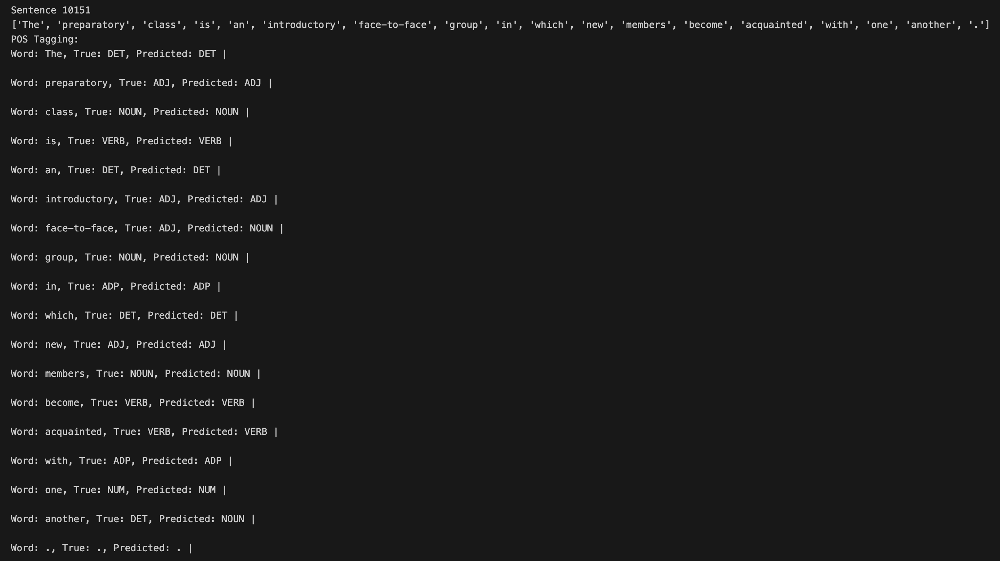 Sentence 10151
['The', 'preparatory', 'class', 'is', 'an', 'introductory', 'face-to-face', 'group', 'in', 'which', 'new', 'members', 'become', 'acquainted', 'with', 'one', 'another', '.']
POS Tagging:
Word: The, True: DET, Predicted: DET |
Word: preparatory, True: ADJ, Predicted: ADJ |
Word: class, True: NOUN, Predicted: NOUN |
Word: is, True: VERB, Predicted: VERB |
Word: an, True: DET, Predicted: DET |
Word: introductory, True: ADJ, Predicted: ADJ |
Word: face-to-face, True: ADJ, Predicted: NOUN |
Word: group, True: NOUN, Predicted: NOUN |
Word: in, True: ADP, Predicted: ADP |
Word: which, True: DET, Predicted: DET |
Word: new, True: ADJ, Predicted: ADJ |
Word: members, True: NOUN, Predicted: NOUN |
Word: become, True: VERB, Predicted: VERB |
Word: acquainted, True: VERB, Predicted: VERB |
Word: with, True: ADP, Predicted: ADP |
Word: one, True: NUM, Predicted: NUM |
Word: another, True: DET, Predicted: NOUN |
Word: ., True: ., Predicted: . |